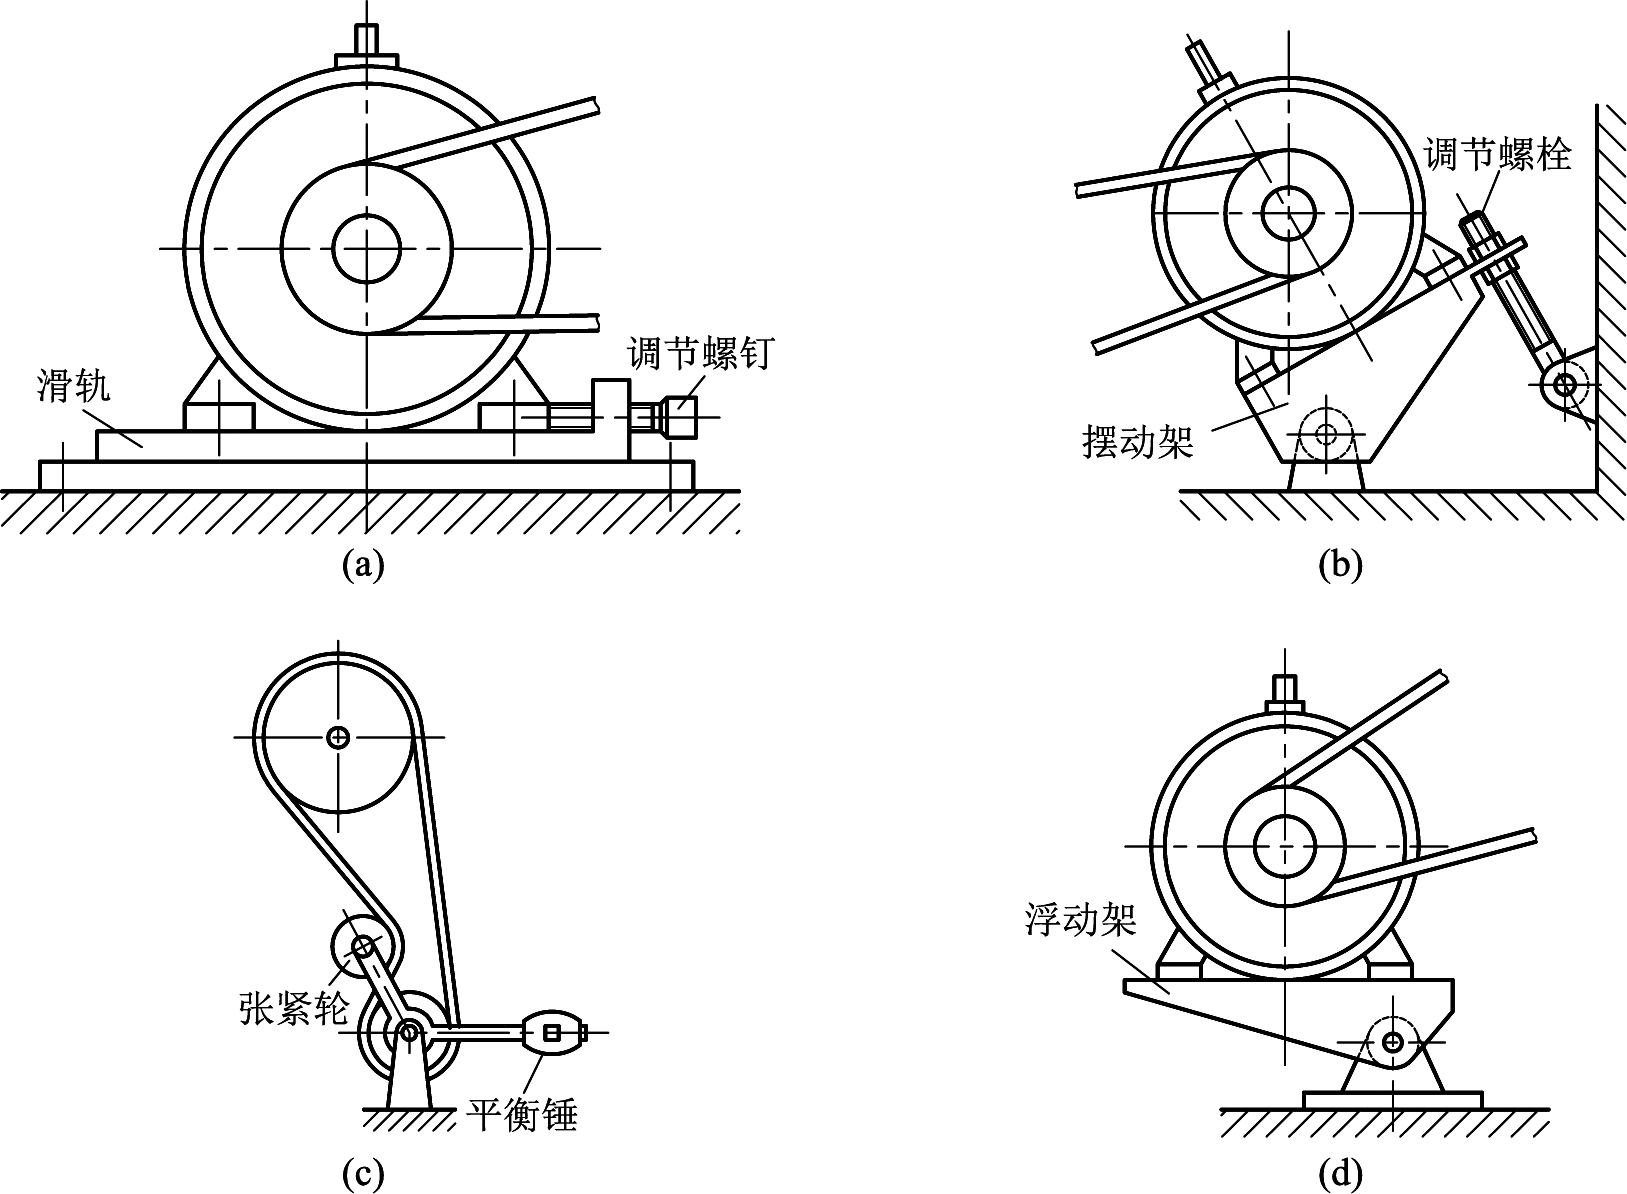 滑轨
调节螺钉
(a)
调节螺栓
摆动架
(b)
张紧轮
平衡锤
(c)
浮动架
(d)